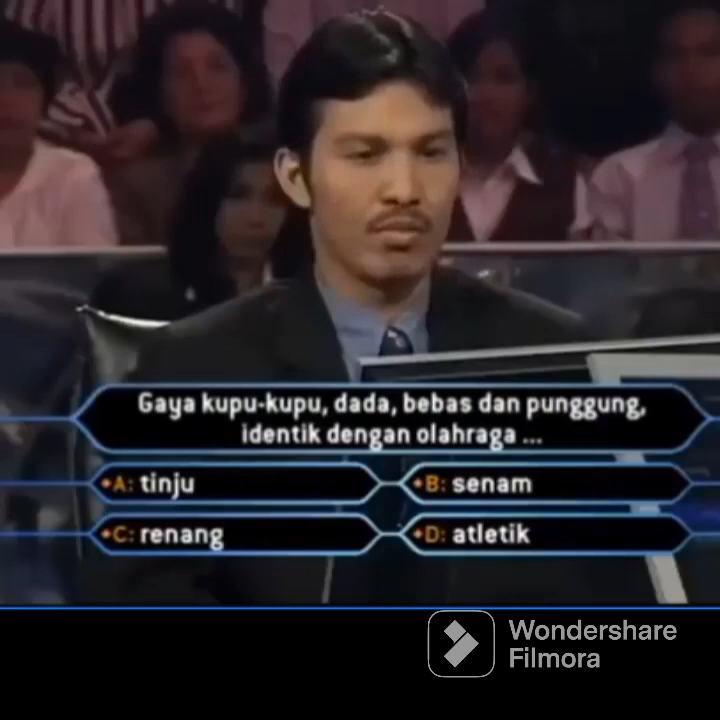 Gaya kupu-kupu, dada, bebas dan punggung,
identik dengan olahraga ...
A: tinju
B: senam
C: renang
D: atletik
Wondershare
Filmora